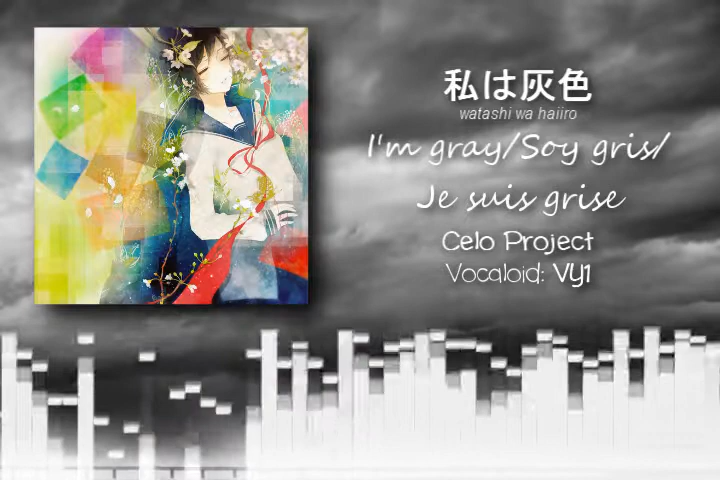 私は灰色
watashi wa haiiro
I'm gray/Soy gris/
Je suis grise
Celo Project
Vocaloid: VY1